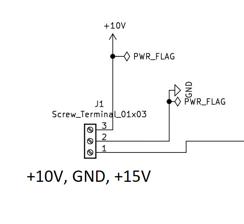 +10V
PWR_FLAG
GND
PWR_FLAG
J1
Screw_Terminal_01x03
3
2
1
+10V, GND, +15V